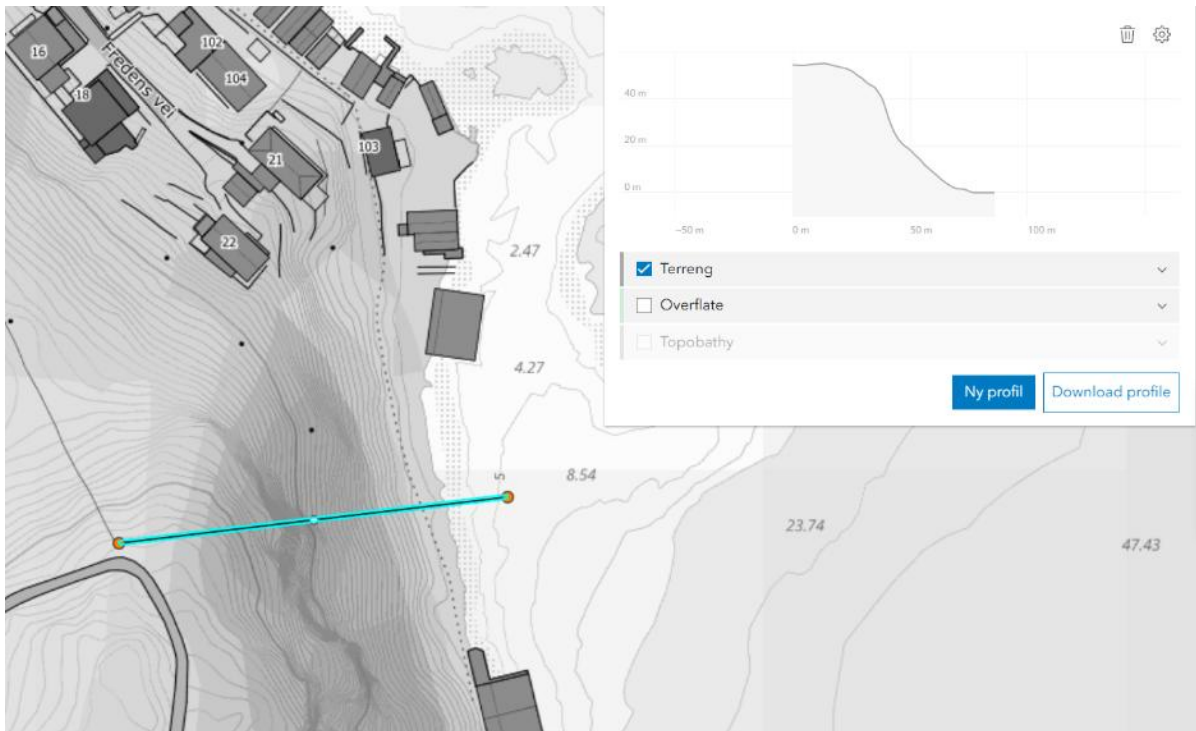 16
18
Fredens vei
102
104
21
22
103
2.47
4.27
5
8.54
23.74
47.43
40 m
20 m
0 m
-50 m
0 m
50 m
100 m
Terreng
Overflate
Topobathy
Ny profil
Download profile